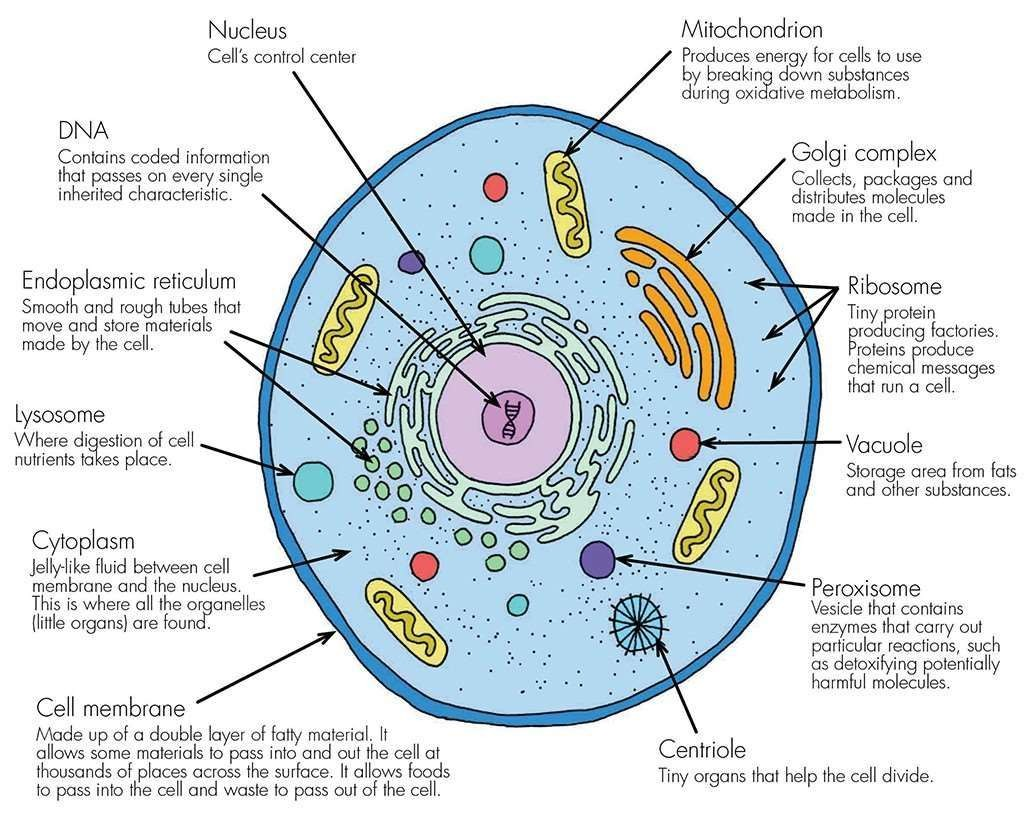 Nucleus
Cell's control center
Mitochondrion
Produces energy for cells to use
by breaking down substances
during oxidative metabolism.
DNA
Contains coded information
that passes on every single
inherited characteristic.
Golgi complex
Collects, packages and
distributes molecules
made in the cell.
Endoplasmic reticulum
Smooth and rough tubes that
move and store materials
made by the cell.
Ribosome
Tiny protein
producing factories.
Proteins produce
chemical messages
that run a cell.
Lysosome
Where digestion of cell
nutrients takes place.
Vacuole
Storage area from fats
and other substances.
Cytoplasm
Jelly-like fluid between cell
membrane and the nucleus.
This is where all the organelles
(little organs) are found.
Peroxisome
Vesicle that contains
enzymes that carry out
particular reactions, such
as detoxifying potentially
harmful molecules.
Cell membrane
Made up of a double layer of fatty material. It
allows some materials to pass into and out the cell at
thousands of places across the surface. It allows foods
to pass into the cell and waste to pass out of the cell.
Centriole
Tiny organs that help the cell divide.